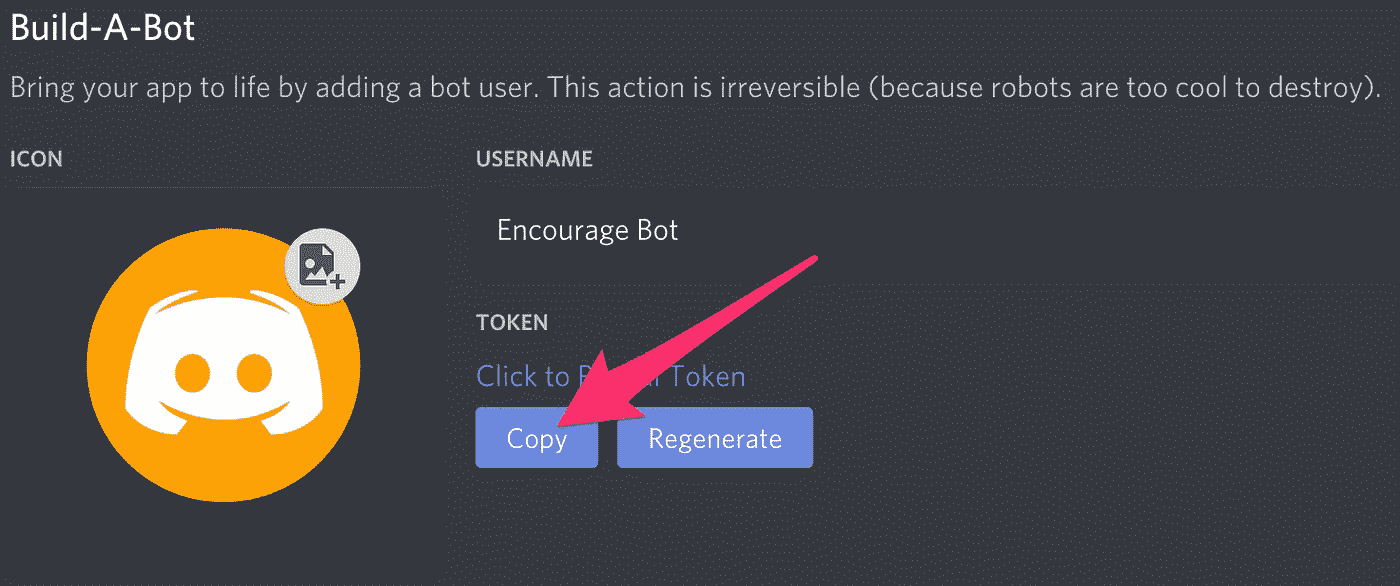 Build-A-Bot
Bring your app to life by adding a bot user. This action is irreversible (because robots are too cool to destroy).
ICON
USERNAME
Encourage Bot
TOKEN
Click to Token
Copy
Regenerate